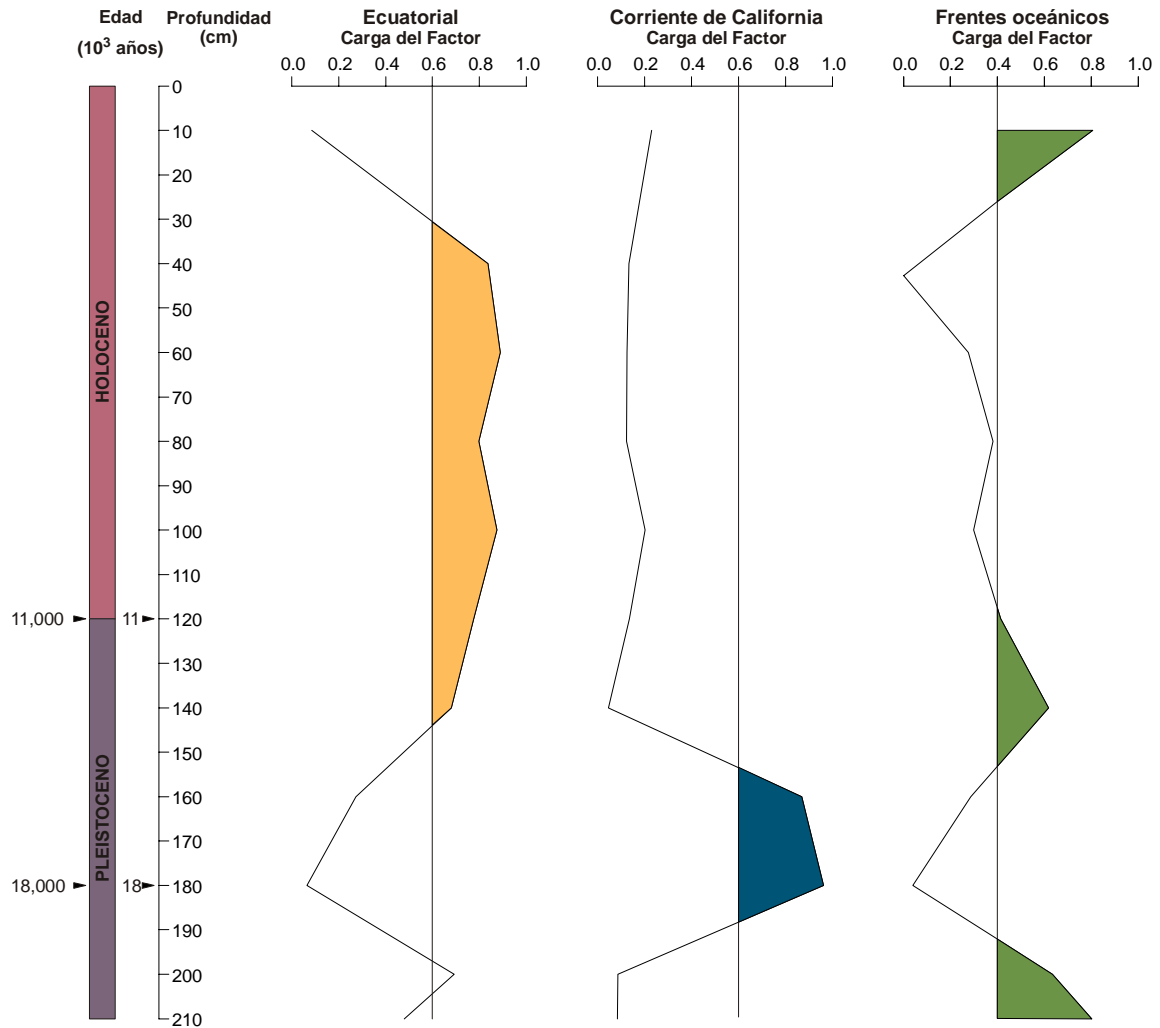 Edad
(10³ años)
Profundidad
(cm)
Ecuatorial
Carga del Factor
0.0 0.2 0.4 0.6 0.8 1.0
Corriente de California
Carga del Factor
0.0 0.2 0.4 0.6 0.8 1.0
Frentes oceánicos
Carga del Factor
0.0 0.2 0.4 0.6 0.8 1.0
HOLOCENO
PLEISTOCENO
11,000
11
18,000
18
0
10
20
30
40
50
60
70
80
90
100
110
120
130
140
150
160
170
180
190
200
210